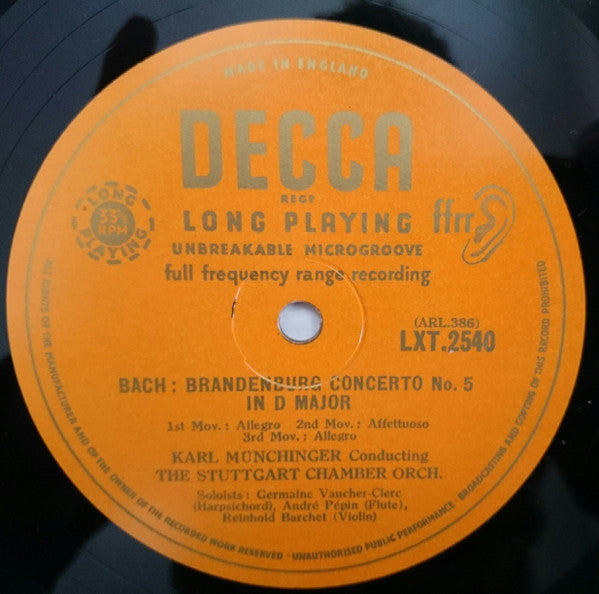 MADE IN ENGLAND
DECCA
REGD
LONG PLAYING
33⅓ RPM
LONG PLAYING
ffrr
UNBREAKABLE MICROGROOVE
full frequency range recording
(ARL.386)
LXT.2540
BACH : BRANDENBURG CONCERTO No. 5
IN D MAJOR
1st Mov. : Allegro 2nd Mov. : Affettuoso
3rd Mov. : Allegro
KARL MÜNCHINGER Conducting
THE STUTTGART CHAMBER ORCH.
Soloists : Germaine Vaucher-Clerc
(Harpsichord), André Pépin (Flute),
Reinhold Barchet (Violin)
ALL RIGHTS OF THE MANUFACTURER AND OF THE OWNER OF THE RECORDED WORK RESERVED · UNAUTHORISED PUBLIC PERFORMANCE BROADCASTING AND COPYING OF THIS RECORD PROHIBITED